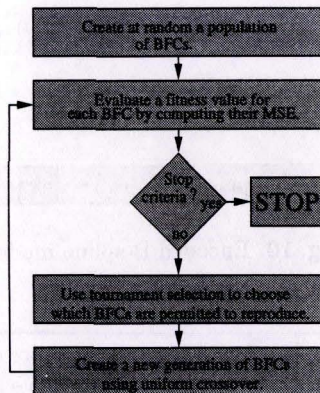 Create at random a population
of BFCs.
Evaluate a fitness value for
each BFC by computing their MSE.
Stop
criteria ?
yes
STOP
no
Use tournament selection to choose
which BFCs are permitted to reproduce.
Create a new generation of BFCs
using uniform crossover.